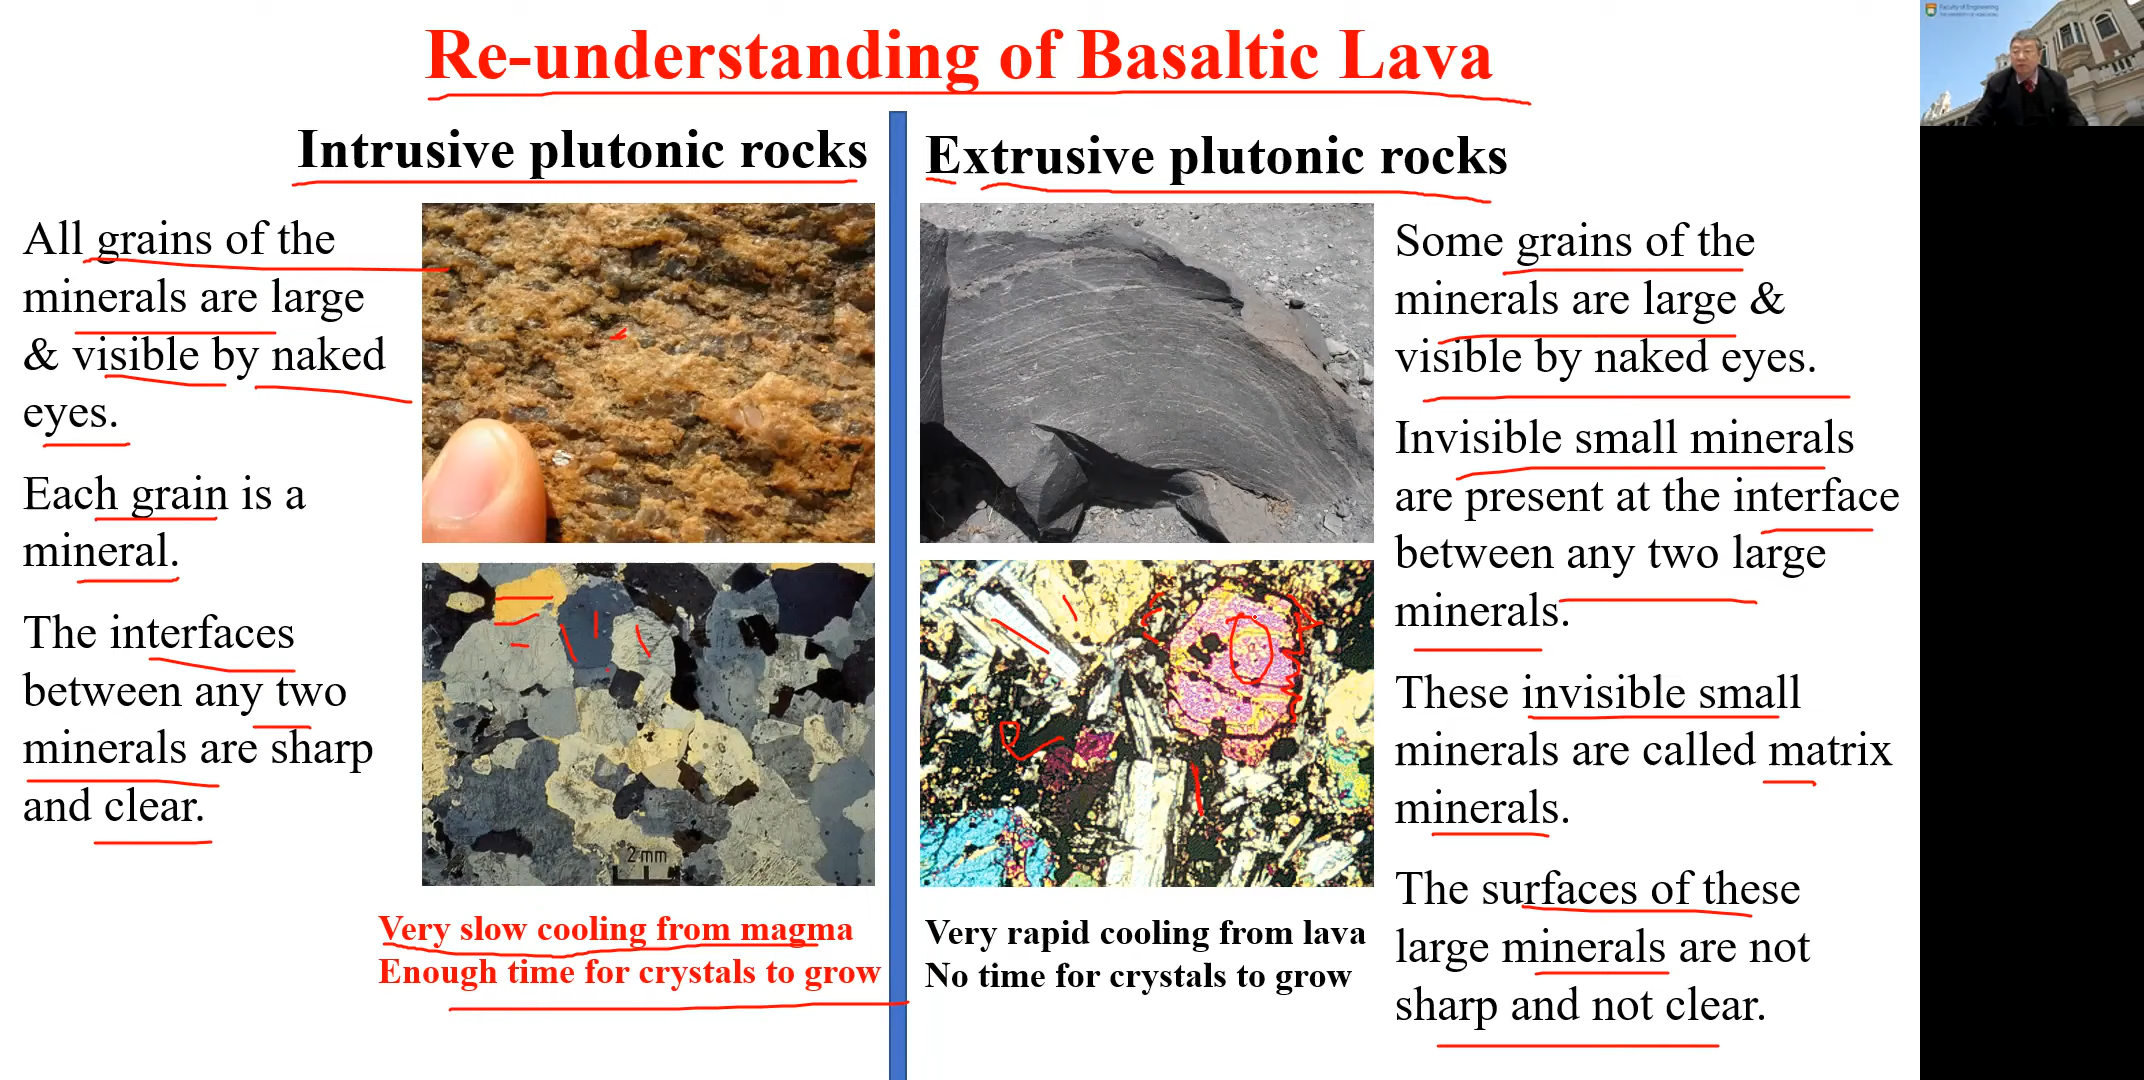 Re-understanding of Basaltic Lava
Intrusive plutonic rocks
All grains of the
minerals are large
& visible by naked
eyes.
Each grain is a
mineral.
The interfaces
between any two
minerals are sharp
and clear.
2 mm
Very slow cooling from magma
Enough time for crystals to grow
Extrusive plutonic rocks
Some grains of the
minerals are large &
visible by naked eyes.
Invisible small minerals
are present at the interface
between any two large
minerals.
These invisible small
minerals are called matrix
minerals.
The surfaces of these
large minerals are not
sharp and not clear.
Very rapid cooling from lava
No time for crystals to grow
Faculty of Engineering